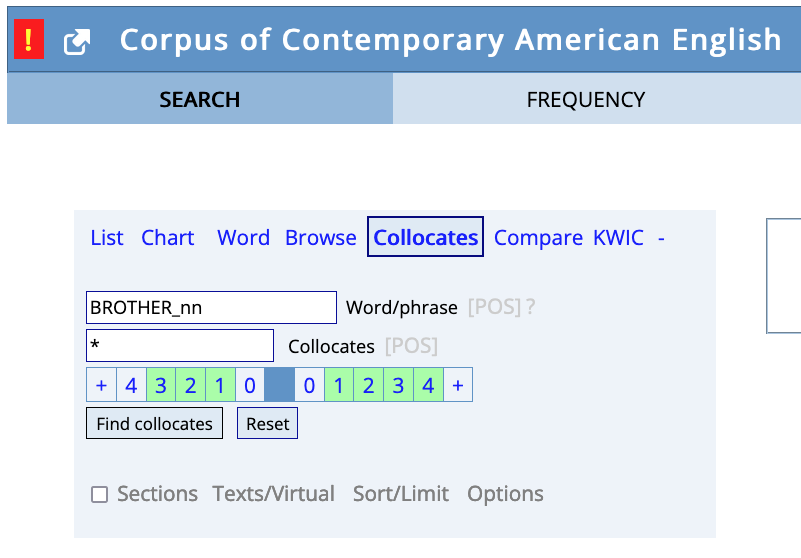 ! Corpus of Contemporary American English
SEARCH FREQUENCY
List Chart Word Browse Collocates Compare KWIC -
BROTHER_nn Word/phrase [POS] ?
* Collocates [POS]
+ 4 3 2 1 0 0 1 2 3 4 +
Find collocates Reset
Sections Texts/Virtual Sort/Limit Options